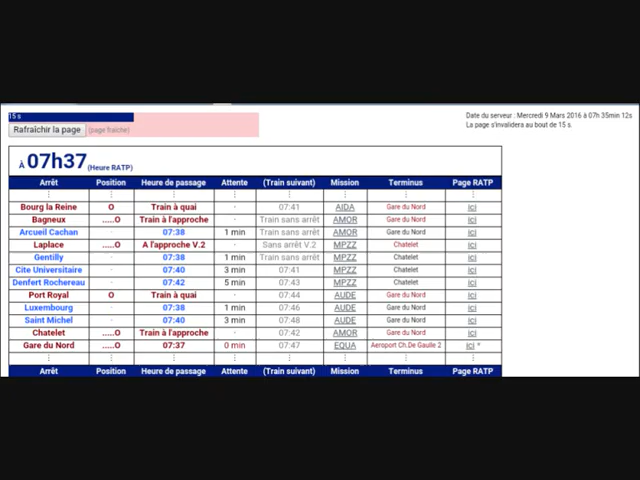 15 s
Date du serveur : Mercredi 9 Mars 2016 à 07h 35min 12s
Rafraîchir la page (page fraîche)
La page s'invalidera au bout de 15 s.
À 07h37 (Heure RATP)
Arrêt Position Heure de passage Attente (Train suivant) Mission Terminus Page RATP
Bourg la Reine O Train à quai · 07:41 AIDA Gare du Nord ici
Bagneux .....O Train à l'approche · Train sans arrêt AMOR Gare du Nord ici
Arcueil Cachan · 07:38 1 min Train sans arrêt AMOR Gare du Nord ici
Laplace .....O A l'approche V.2 · Sans arrêt V.2 MPZZ Chatelet ici
Gentilly · 07:38 1 min Train sans arrêt MPZZ Chatelet ici
Cite Universitaire · 07:40 3 min 07:41 MPZZ Chatelet ici
Denfert Rochereau · 07:42 5 min 07:43 MPZZ Chatelet ici
Port Royal O Train à quai · 07:44 AUDE Gare du Nord ici
Luxembourg · 07:38 1 min 07:46 AUDE Gare du Nord ici
Saint Michel · 07:40 3 min 07:48 AUDE Gare du Nord ici
Chatelet .....O Train à l'approche · 07:42 AMOR Gare du Nord ici
Gare du Nord .....O 07:37 0 min 07:47 EQUA Aeroport Ch.De Gaulle 2 ici *
Arrêt Position Heure de passage Attente (Train suivant) Mission Terminus Page RATP